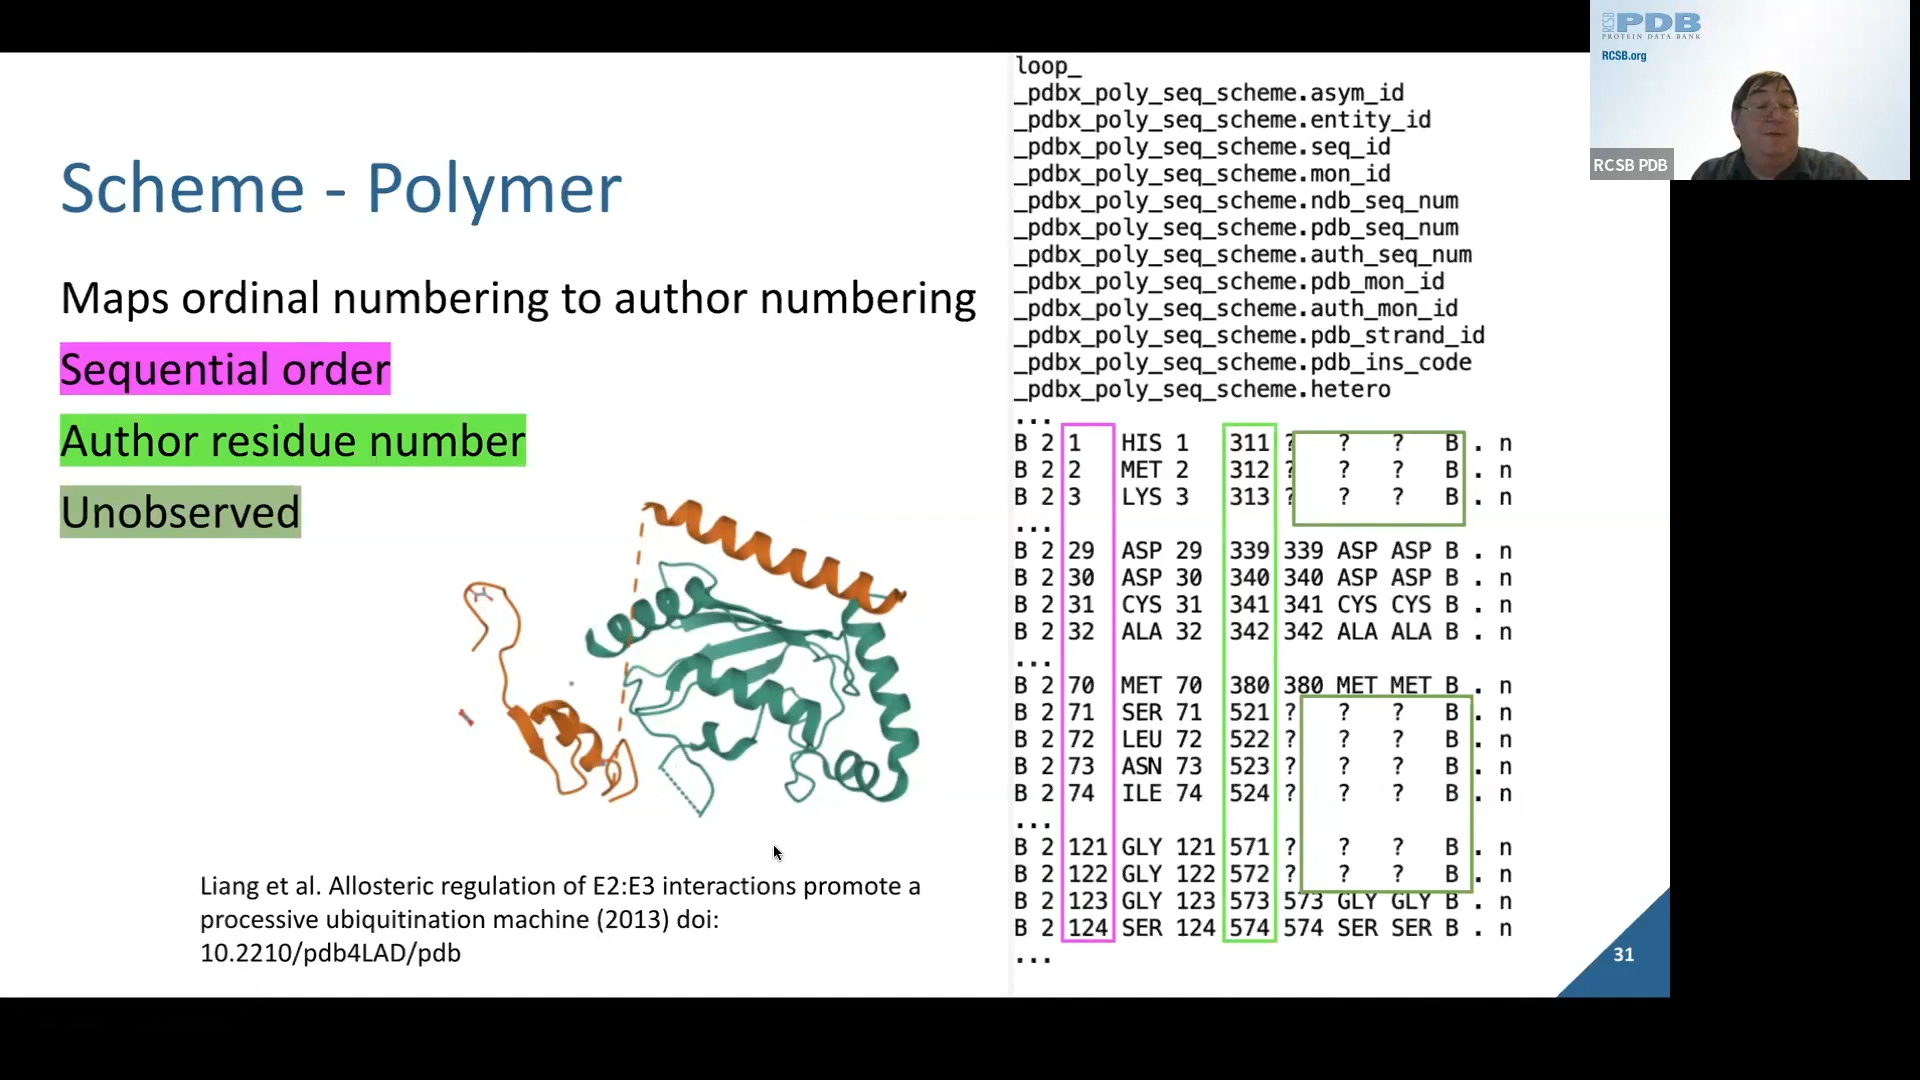 Scheme - Polymer
Maps ordinal numbering to author numbering
Sequential order
Author residue number
Unobserved
Liang et al. Allosteric regulation of E2:E3 interactions promote a
processive ubiquitination machine (2013) doi:
10.2210/pdb4LAD/pdb
loop_
_pdbx_poly_seq_scheme.asym_id
_pdbx_poly_seq_scheme.entity_id
_pdbx_poly_seq_scheme.seq_id
_pdbx_poly_seq_scheme.mon_id
_pdbx_poly_seq_scheme.ndb_seq_num
_pdbx_poly_seq_scheme.pdb_seq_num
_pdbx_poly_seq_scheme.auth_seq_num
_pdbx_poly_seq_scheme.pdb_mon_id
_pdbx_poly_seq_scheme.auth_mon_id
_pdbx_poly_seq_scheme.pdb_strand_id
_pdbx_poly_seq_scheme.pdb_ins_code
_pdbx_poly_seq_scheme.hetero
...
B 2 1 HIS 1 311 ? ? ? B . n
B 2 2 MET 2 312 ? ? ? B . n
B 2 3 LYS 3 313 ? ? ? B . n
...
B 2 29 ASP 29 339 339 ASP ASP B . n
B 2 30 ASP 30 340 340 ASP ASP B . n
B 2 31 CYS 31 341 341 CYS CYS B . n
B 2 32 ALA 32 342 342 ALA ALA B . n
...
B 2 70 MET 70 380 380 MET MET B . n
B 2 71 SER 71 521 ? ? ? B . n
B 2 72 LEU 72 522 ? ? ? B . n
B 2 73 ASN 73 523 ? ? ? B . n
B 2 74 ILE 74 524 ? ? ? B . n
...
B 2 121 GLY 121 571 ? ? ? B . n
B 2 122 GLY 122 572 ? ? ? B . n
B 2 123 GLY 123 573 573 GLY GLY B . n
B 2 124 SER 124 574 574 SER SER B . n
...
31
RCSB PDB
PROTEIN DATA BANK
RCSB.org
RCSB PDB